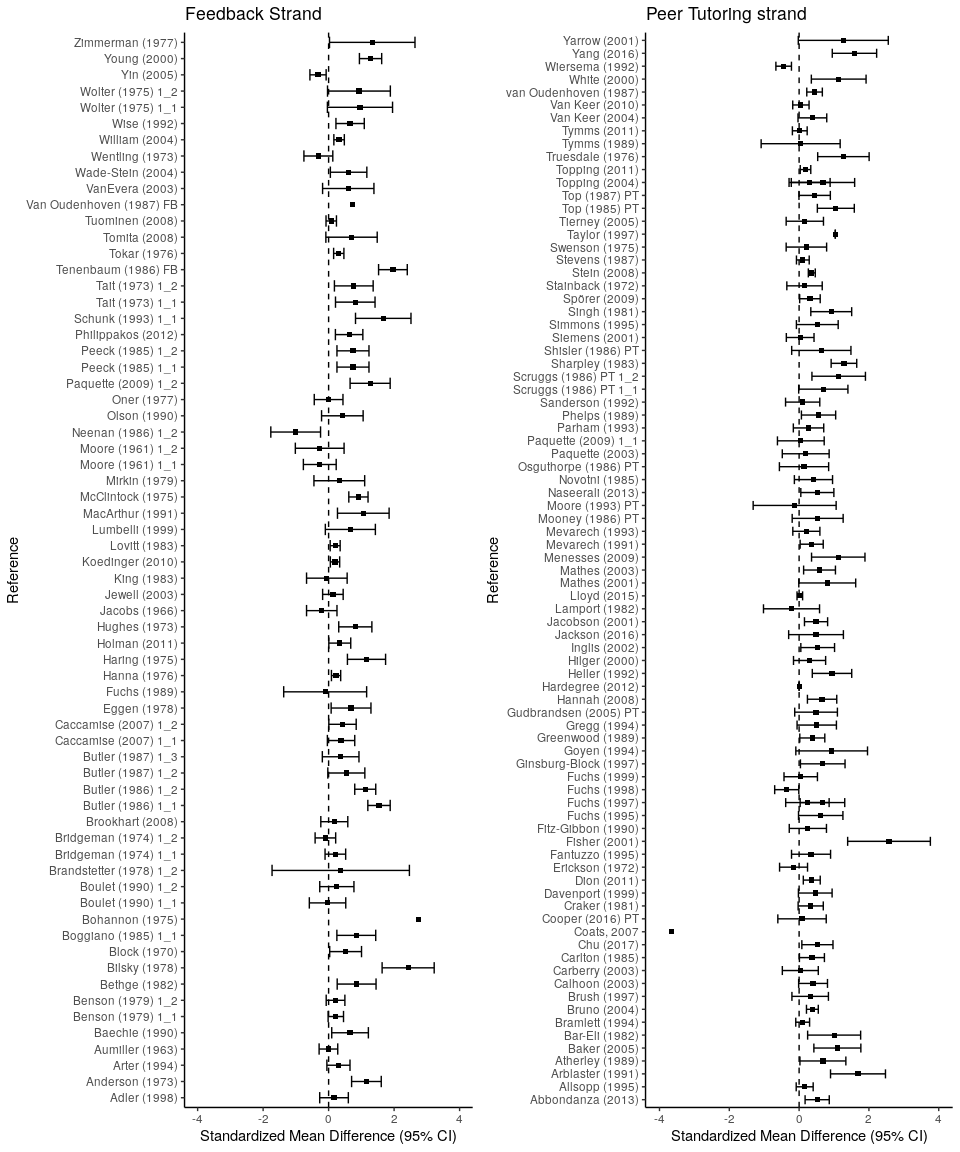 Feedback Strand
Zimmerman (1977)
Young (2000)
Yin (2005)
Wolter (1975) 1_2
Wolter (1975) 1_1
Wise (1992)
William (2004)
Wentling (1973)
Wade-Stein (2004)
VanEvera (2003)
Van Oudenhoven (1987) FB
Tuominen (2008)
Tomita (2008)
Tokar (1976)
Tenenbaum (1986) FB
Tait (1973) 1_2
Tait (1973) 1_1
Schunk (1993) 1_1
Philippakos (2012)
Peeck (1985) 1_2
Peeck (1985) 1_1
Paquette (2009) 1_2
Oner (1977)
Olson (1990)
Neenan (1986) 1_2
Moore (1961) 1_2
Moore (1961) 1_1
Mirkin (1979)
McClintock (1975)
MacArthur (1991)
Lumbelli (1999)
Lovitt (1983)
Koedinger (2010)
King (1983)
Jewell (2003)
Jacobs (1966)
Hughes (1973)
Holman (2011)
Haring (1975)
Hanna (1976)
Fuchs (1989)
Eggen (1978)
Caccamise (2007) 1_2
Caccamise (2007) 1_1
Butler (1987) 1_3
Butler (1987) 1_2
Butler (1986) 1_2
Butler (1986) 1_1
Brookhart (2008)
Bridgeman (1974) 1_2
Bridgeman (1974) 1_1
Brandstetter (1978) 1_2
Boulet (1990) 1_2
Boulet (1990) 1_1
Bohannon (1975)
Boggiano (1985) 1_1
Block (1970)
Bilsky (1978)
Bethge (1982)
Benson (1979) 1_2
Benson (1979) 1_1
Baechle (1990)
Aumiller (1963)
Arter (1994)
Anderson (1973)
Adler (1998)
Reference
-4 -2 0 2 4
Standardized Mean Difference (95% CI)
Peer Tutoring strand
Yarrow (2001)
Yang (2016)
Wiersema (1992)
White (2000)
van Oudenhoven (1987)
Van Keer (2010)
Van Keer (2004)
Tymms (2011)
Tymms (1989)
Truesdale (1976)
Topping (2011)
Topping (2004)
Top (1987) PT
Top (1985) PT
Tierney (2005)
Taylor (1997)
Swenson (1975)
Stevens (1987)
Stein (2008)
Stainback (1972)
Spörer (2009)
Singh (1981)
Simmons (1995)
Siemens (2001)
Shisler (1986) PT
Sharpley (1983)
Scruggs (1986) PT 1_2
Scruggs (1986) PT 1_1
Sanderson (1992)
Phelps (1989)
Parham (1993)
Paquette (2009) 1_1
Paquette (2003)
Osguthorpe (1986) PT
Novotni (1985)
Naseerali (2013)
Moore (1993) PT
Mooney (1986) PT
Mevarech (1993)
Mevarech (1991)
Menesses (2009)
Mathes (2003)
Mathes (2001)
Lloyd (2015)
Lamport (1982)
Jacobson (2001)
Jackson (2016)
Inglis (2002)
Hilger (2000)
Heller (1992)
Hardegree (2012)
Hannah (2008)
Gudbrandsen (2005) PT
Gregg (1994)
Greenwood (1989)
Goyen (1994)
Ginsburg-Block (1997)
Fuchs (1999)
Fuchs (1998)
Fuchs (1997)
Fuchs (1995)
Fitz-Gibbon (1990)
Fisher (2001)
Fantuzzo (1995)
Erickson (1972)
Dion (2011)
Davenport (1999)
Craker (1981)
Cooper (2016) PT
Coats, 2007
Chu (2017)
Carlton (1985)
Carberry (2003)
Calhoon (2003)
Brush (1997)
Bruno (2004)
Bramlett (1994)
Bar-Eli (1982)
Baker (2005)
Atherley (1989)
Arblaster (1991)
Allsopp (1995)
Abbondanza (2013)
Reference
-4 -2 0 2 4
Standardized Mean Difference (95% CI)